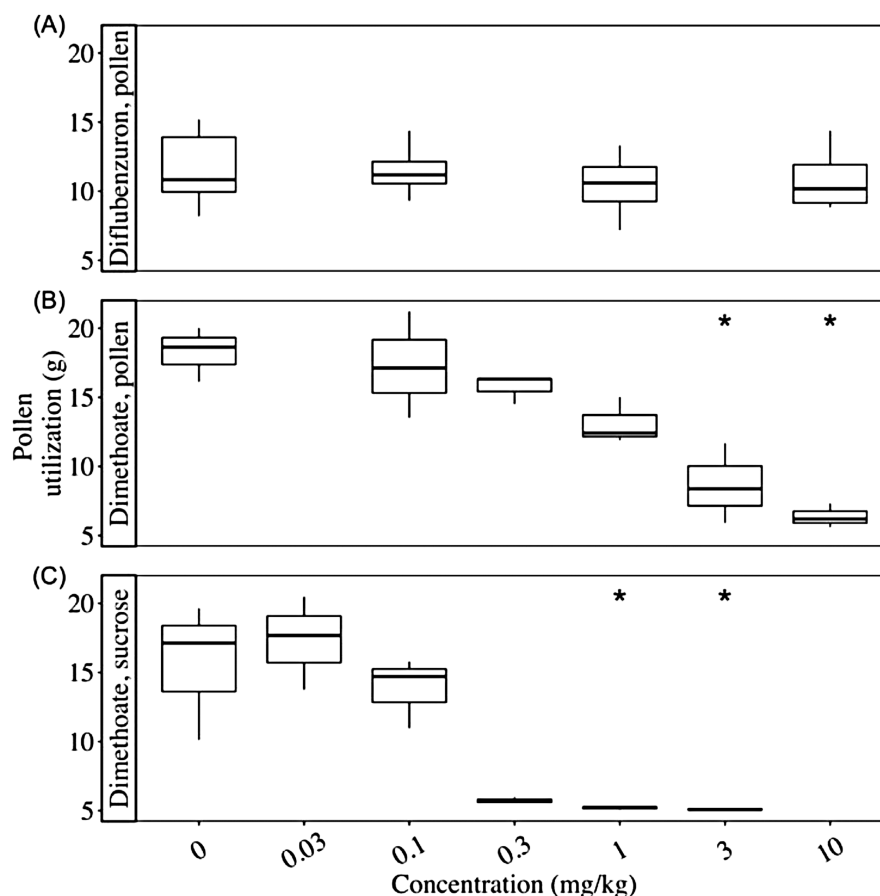 (A)
20
15
10
5
Diflubenzuron, pollen
(B)
20
15
10
5
Dimethoate, pollen
* *
Pollen
utilization (g)
(C)
20
15
10
5
Dimethoate, sucrose
* *
0 0.03 0.1 0.3 1 3 10
Concentration (mg/kg)